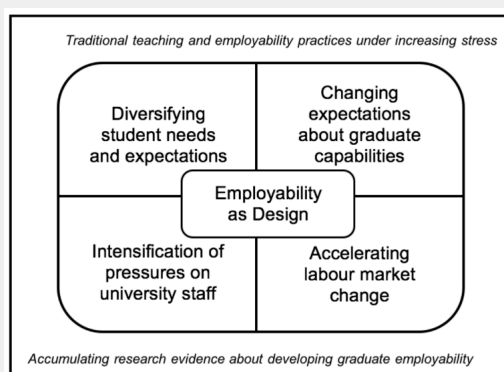 Traditional teaching and employability practices under increasing stress
Diversifying
student needs
and expectations
Changing
expectations
about graduate
capabilities
Employability
as Design
Intensification of
pressures on
university staff
Accelerating
labour market
change
Accumulating research evidence about developing graduate employability